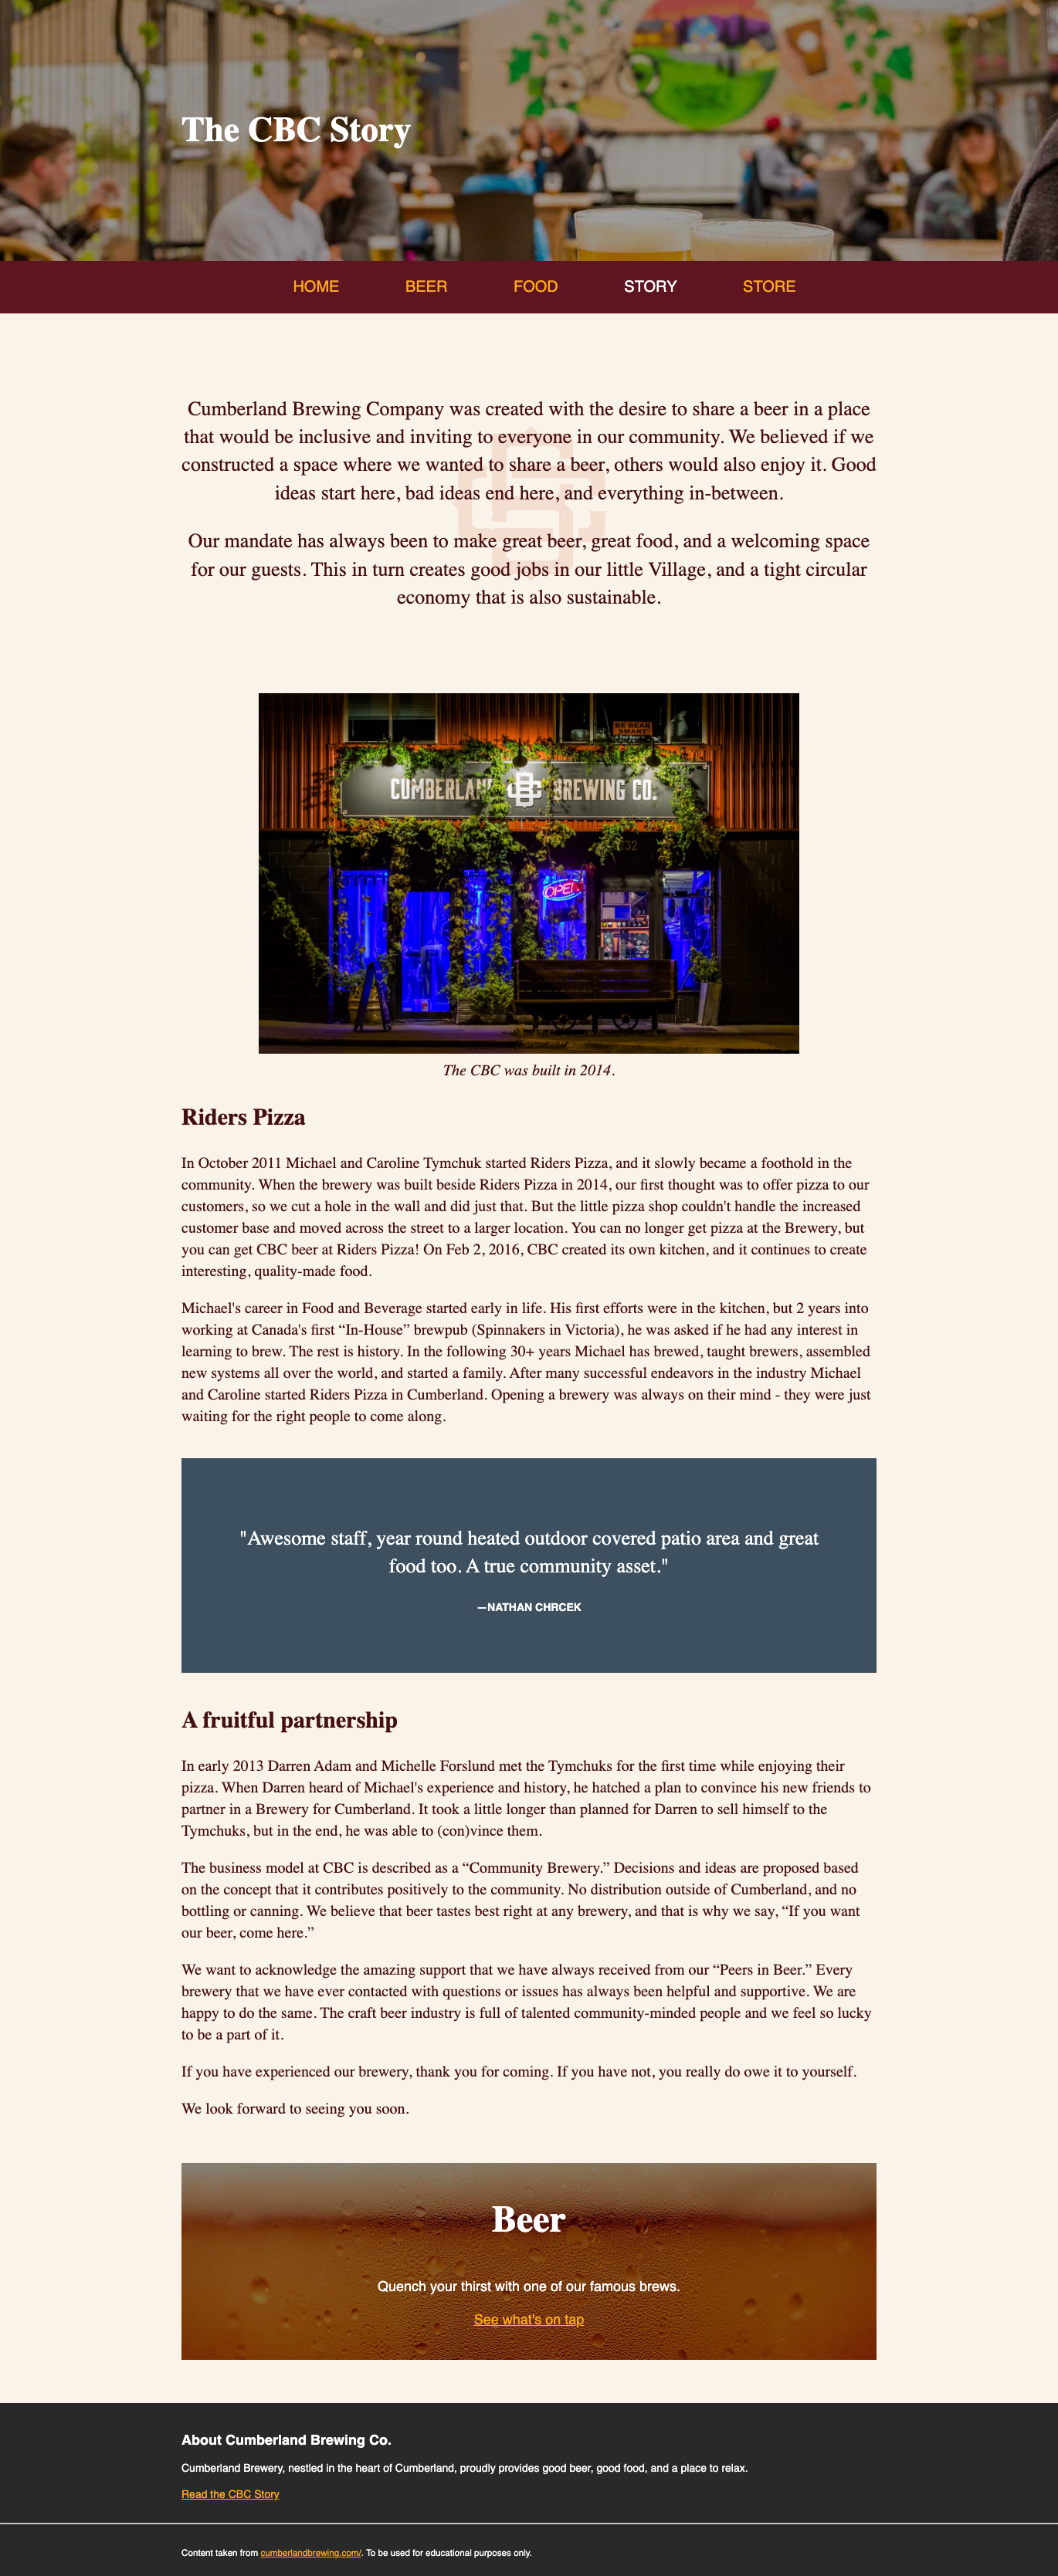 The CBC Story
HOME BEER FOOD STORY STORE
Cumberland Brewing Company was created with the desire to share a beer in a place
that would be inclusive and inviting to everyone in our community. We believed if we
constructed a space where we wanted to share a beer, others would also enjoy it. Good
ideas start here, bad ideas end here, and everything in-between.
Our mandate has always been to make great beer, great food, and a welcoming space
for our guests. This in turn creates good jobs in our little Village, and a tight circular
economy that is also sustainable.
BE BEAR
SMART
CUMBERLAND BREWING CO.
OPEN
The CBC was built in 2014.
Riders Pizza
In October 2011 Michael and Caroline Tymchuk started Riders Pizza, and it slowly became a foothold in the
community. When the brewery was built beside Riders Pizza in 2014, our first thought was to offer pizza to our
customers, so we cut a hole in the wall and did just that. But the little pizza shop couldn't handle the increased
customer base and moved across the street to a larger location. You can no longer get pizza at the Brewery, but
you can get CBC beer at Riders Pizza! On Feb 2, 2016, CBC created its own kitchen, and it continues to create
interesting, quality-made food.
Michael's career in Food and Beverage started early in life. His first efforts were in the kitchen, but 2 years into
working at Canada's first “In-House” brewpub (Spinnakers in Victoria), he was asked if he had any interest in
learning to brew. The rest is history. In the following 30+ years Michael has brewed, taught brewers, assembled
new systems all over the world, and started a family. After many successful endeavors in the industry Michael
and Caroline started Riders Pizza in Cumberland. Opening a brewery was always on their mind - they were just
waiting for the right people to come along.
"Awesome staff, year round heated outdoor covered patio area and great
food too. A true community asset."
—NATHAN CHRCEK
A fruitful partnership
In early 2013 Darren Adam and Michelle Forslund met the Tymchuks for the first time while enjoying their
pizza. When Darren heard of Michael's experience and history, he hatched a plan to convince his new friends to
partner in a Brewery for Cumberland. It took a little longer than planned for Darren to sell himself to the
Tymchuks, but in the end, he was able to (con)vince them.
The business model at CBC is described as a “Community Brewery.” Decisions and ideas are proposed based
on the concept that it contributes positively to the community. No distribution outside of Cumberland, and no
bottling or canning. We believe that beer tastes best right at any brewery, and that is why we say, “If you want
our beer, come here.”
We want to acknowledge the amazing support that we have always received from our “Peers in Beer.” Every
brewery that we have ever contacted with questions or issues has always been helpful and supportive. We are
happy to do the same. The craft beer industry is full of talented community-minded people and we feel so lucky
to be a part of it.
If you have experienced our brewery, thank you for coming. If you have not, you really do owe it to yourself.
We look forward to seeing you soon.
Beer
Quench your thirst with one of our famous brews.
See what's on tap
About Cumberland Brewing Co.
Cumberland Brewery, nestled in the heart of Cumberland, proudly provides good beer, good food, and a place to relax.
Read the CBC Story
Content taken from cumberlandbrewing.com/. To be used for educational purposes only.